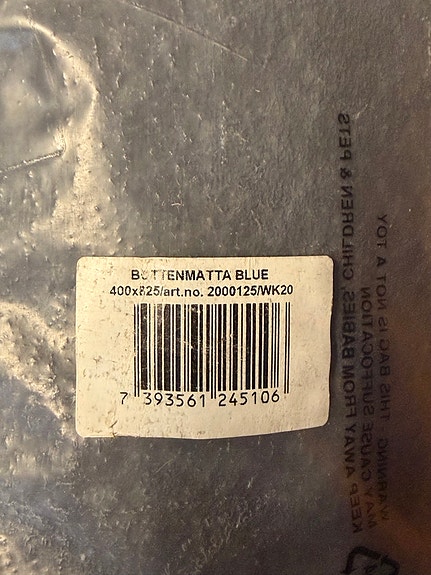 BOTTENMATTA BLUE
400x825/art.no. 2000125/WK20
7 393561 245106
WARNING THIS BAG IS NOT A TOY
MAY CAUSE SUFFOCATION
KEEP AWAY FROM BABIES, CHILDREN & PETS